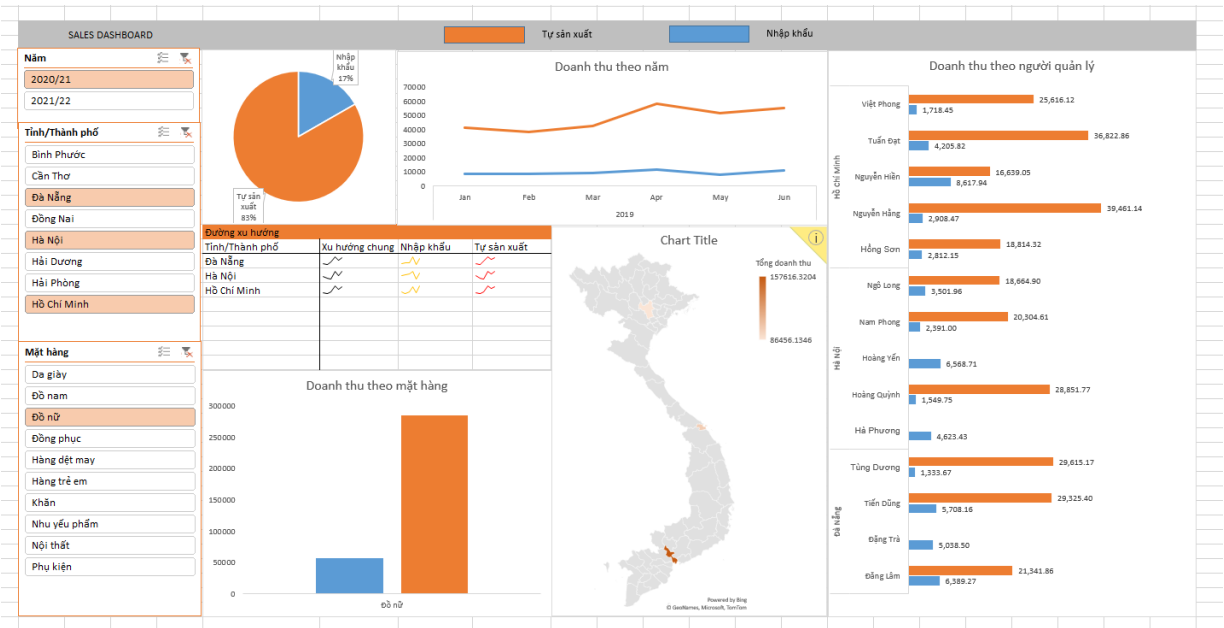 SALES DASHBOARD
Tự sản xuất
Nhập khẩu
Năm
2020/21
2021/22
Tỉnh/Thành phố
Bình Phước
Cần Thơ
Đà Nẵng
Đồng Nai
Hà Nội
Hải Dương
Hải Phòng
Hồ Chí Minh
Mặt hàng
Da giày
Đồ nam
Đồ nữ
Đồng phục
Hàng dệt may
Hàng trẻ em
Khăn
Nhu yếu phẩm
Nội thất
Phụ kiện
Nhập
khẩu
17%
Tự sản
xuất
83%
Doanh thu theo năm
70000
60000
50000
40000
30000
20000
10000
0
Jan Feb Mar Apr May Jun
2019
Đường xu hướng
Tỉnh/Thành phố Xu hướng chung Nhập khẩu Tự sản xuất
Đà Nẵng
Hà Nội
Hồ Chí Minh
Doanh thu theo mặt hàng
300000
250000
200000
150000
100000
50000
0
Đồ nữ
Chart Title
Tổng doanh thu
157616.3204
86456.1346
Powered by Bing
© GeoNames, Microsoft, TomTom
Doanh thu theo người quản lý
Hồ Chí Minh
Việt Phong 25,616.12
1,718.45
Tuấn Đạt 36,822.86
4,205.82
Nguyễn Hiền 16,639.05
8,617.94
Nguyễn Hằng 39,461.14
2,908.47
Hồng Sơn 18,814.32
2,812.15
Hà Nội
Ngô Long 18,664.90
3,501.96
Nam Phong 20,304.61
2,391.00
Hoàng Yến 6,568.71
Hoàng Quỳnh 28,851.77
1,549.75
Hà Phương 4,623.43
Đà Nẵng
Tùng Dương 29,615.17
1,333.67
Tiến Dũng 29,325.40
5,708.16
Đặng Trà 5,038.50
Đăng Lâm 21,341.86
6,389.27